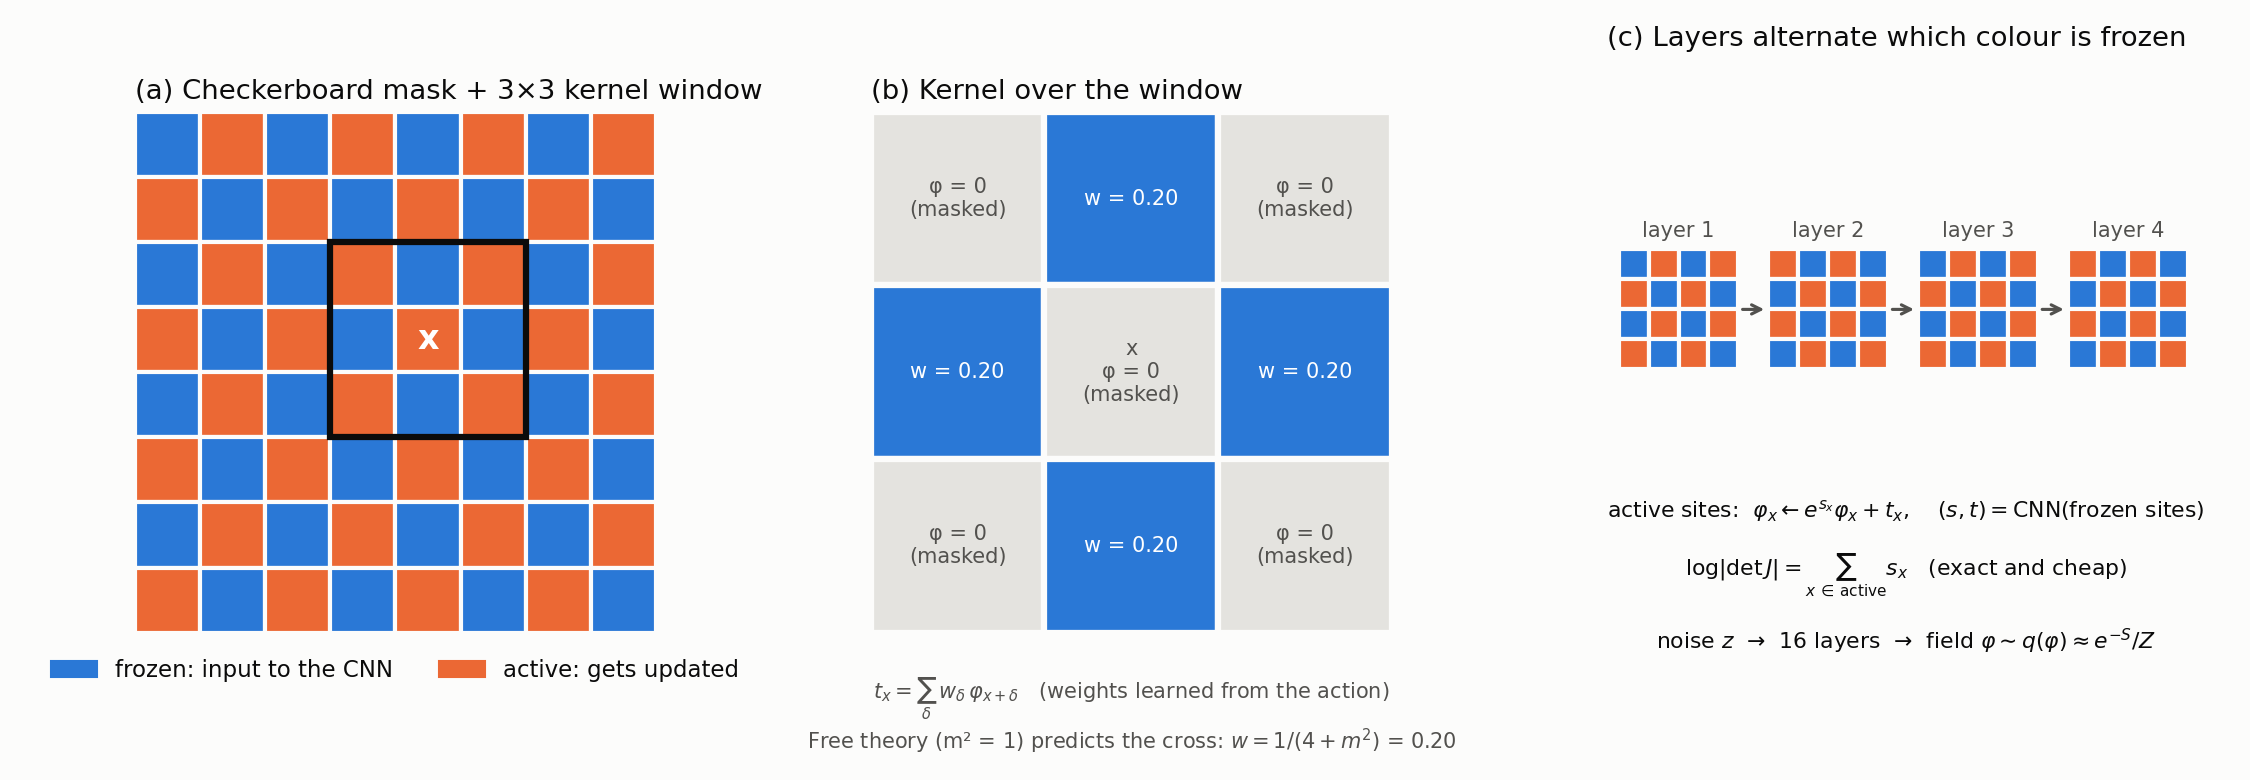 (a) Checkerboard mask + 3×3 kernel window
x
frozen: input to the CNN
active: gets updated
(b) Kernel over the window
φ = 0
(masked)
w = 0.20
φ = 0
(masked)
w = 0.20
x
φ = 0
(masked)
w = 0.20
φ = 0
(masked)
w = 0.20
φ = 0
(masked)
t_x = ∑_δ w_δ φ_{x+δ} (weights learned from the action)
Free theory (m² = 1) predicts the cross: w = 1/(4 + m²) = 0.20
(c) Layers alternate which colour is frozen
layer 1
layer 2
layer 3
layer 4
active sites: φ_x ← e^{s_x} φ_x + t_x, (s, t) = CNN(frozen sites)
log|det J| = ∑_{x ∈ active} s_x (exact and cheap)
noise z → 16 layers → field φ ∼ q(φ) ≈ e^{−S}/Z